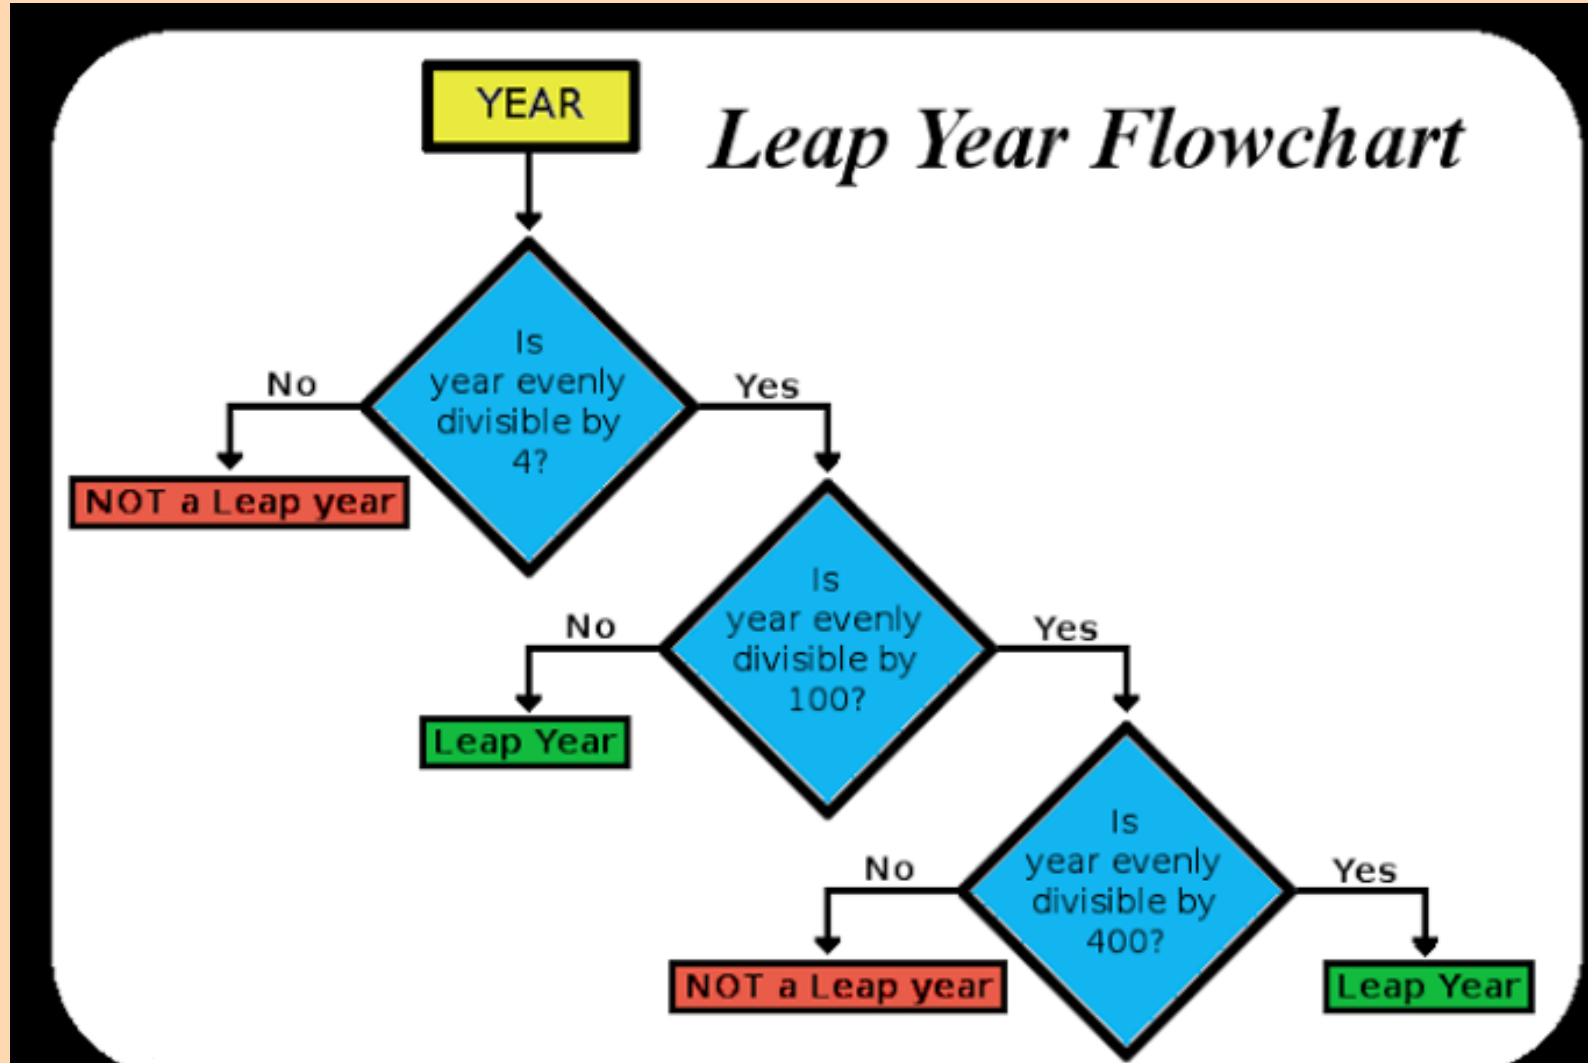 YEAR
Leap Year Flowchart
Is
year evenly
divisible by
4?
No
Yes
NOT a Leap year
Is
year evenly
divisible by
100?
No
Yes
Leap Year
Is
year evenly
divisible by
400?
No
Yes
NOT a Leap year
Leap Year